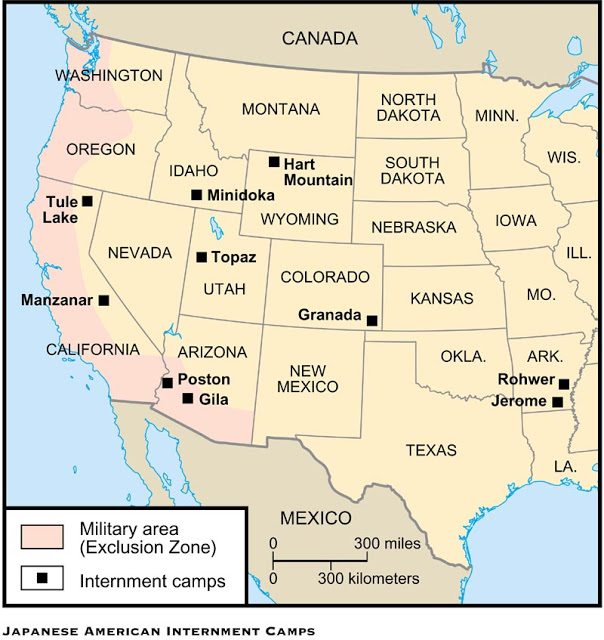 CANADA
WASHINGTON
MONTANA
NORTH
DAKOTA
MINN.
OREGON
IDAHO
Hart
Mountain
SOUTH
DAKOTA
WIS.
Tule
Lake
Minidoka
WYOMING
NEBRASKA
IOWA
NEVADA
Topaz
UTAH
COLORADO
ILL.
Manzanar
Granada
KANSAS
MO.
CALIFORNIA
ARIZONA
NEW
MEXICO
OKLA.
ARK.
Poston
Gila
Rohwer
Jerome
TEXAS
LA.
MEXICO
Military area
(Exclusion Zone)
Internment camps
0 300 miles
0 300 kilometers
JAPANESE AMERICAN INTERNMENT CAMPS